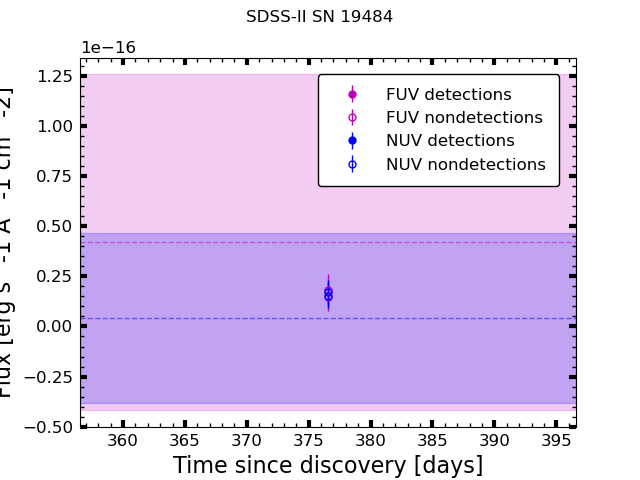 SDSS-II SN 19484
1e−16
1.25
1.00
0.75
0.50
0.25
0.00
−0.25
−0.50
Flux [erg s -1 A -1 cm -2]
FUV detections
FUV nondetections
NUV detections
NUV nondetections
360 365 370 375 380 385 390 395
Time since discovery [days]